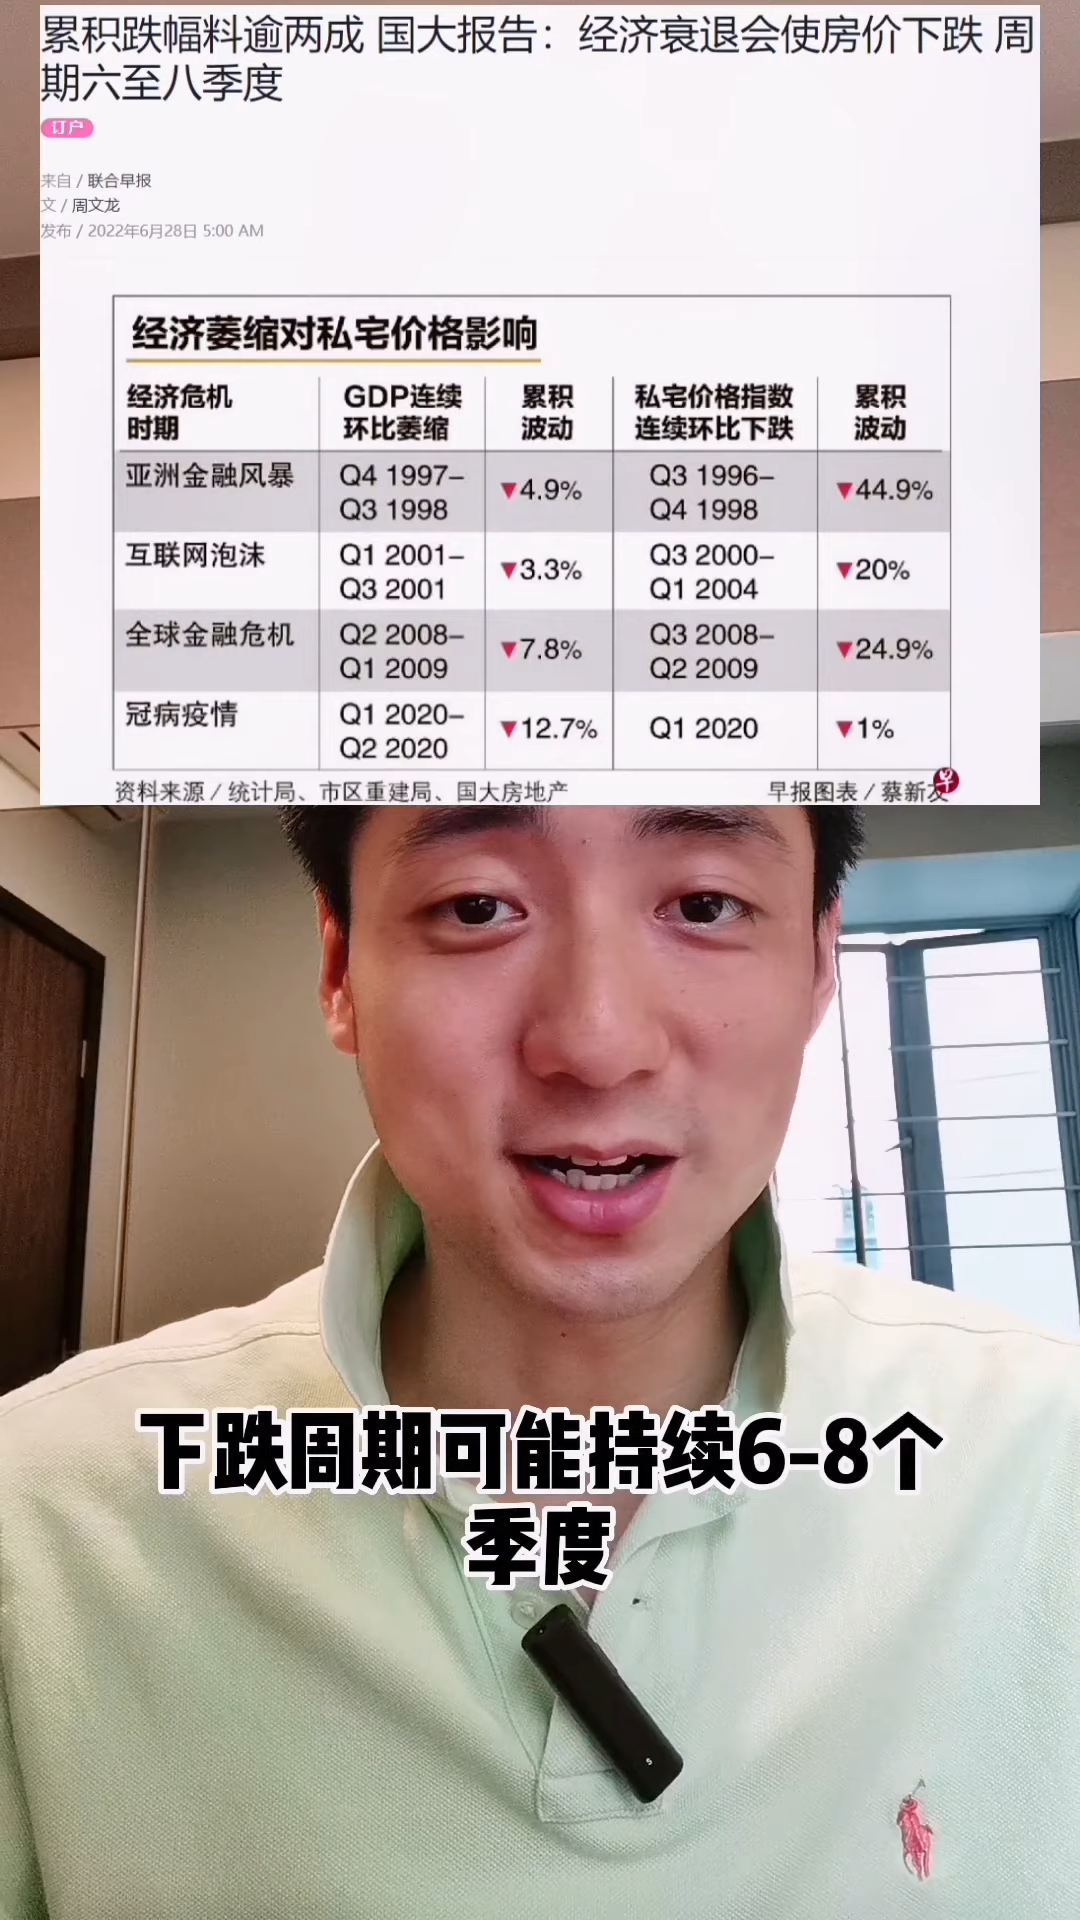 累积跌幅料逾两成 国大报告：经济衰退会使房价下跌 周
期六至八季度
订户
来自 / 联合早报
文 / 周文龙
发布 / 2022年6月28日 5:00 AM
经济萎缩对私宅价格影响
经济危机 GDP连续 累积 私宅价格指数 累积
时期 环比萎缩 波动 连续环比下跌 波动
亚洲金融风暴 Q4 1997– ▼4.9% Q3 1996– ▼44.9%
Q3 1998 Q4 1998
互联网泡沫 Q1 2001– ▼3.3% Q3 2000– ▼20%
Q3 2001 Q1 2004
全球金融危机 Q2 2008– ▼7.8% Q3 2008– ▼24.9%
Q1 2009 Q2 2009
冠病疫情 Q1 2020– ▼12.7% Q1 2020 ▼1%
Q2 2020
资料来源 / 统计局、市区重建局、国大房地产 早报图表 / 蔡新友
早
下跌周期可能持续6-8个
季度